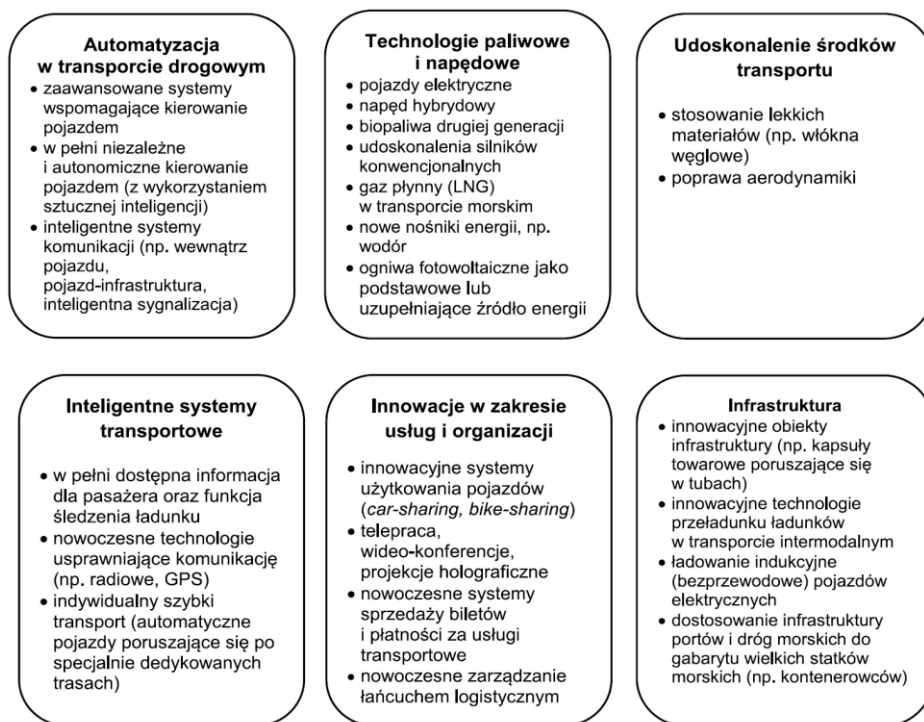 Automatyzacja
w transporcie drogowym
• zaawansowane systemy
wspomagające kierowanie
pojazdem
• w pełni niezależne
i autonomiczne kierowanie
pojazdem (z wykorzystaniem
sztucznej inteligencji)
• inteligentne systemy
komunikacji (np. wewnątrz
pojazdu,
pojazd-infrastruktura,
inteligentna sygnalizacja)
Technologie paliwowe
i napędowe
• pojazdy elektryczne
• napęd hybrydowy
• biopaliwa drugiej generacji
• udoskonalenia silników
konwencjonalnych
• gaz płynny (LNG)
w transporcie morskim
• nowe nośniki energii, np.
wodór
• ogniwa fotowoltaiczne jako
podstawowe lub
uzupełniające źródło energii
Udoskonalenie środków
transportu
• stosowanie lekkich
materiałów (np. włókna
węglowe)
• poprawa aerodynamiki
Inteligentne systemy
transportowe
• w pełni dostępna informacja
dla pasażera oraz funkcja
śledzenia ładunku
• nowoczesne technologie
usprawniające komunikację
(np. radiowe, GPS)
• indywidualny szybki
transport (automatyczne
pojazdy poruszające się po
specjalnie dedykowanych
trasach)
Innowacje w zakresie
usług i organizacji
• innowacyjne systemy
użytkowania pojazdów
(car-sharing, bike-sharing)
• telepraca,
wideo-konferencje,
projekcje holograficzne
• nowoczesne systemy
sprzedaży biletów
i płatności za usługi
transportowe
• nowoczesne zarządzanie
łańcuchem logistycznym
Infrastruktura
• innowacyjne obiekty
infrastruktury (np. kapsuły
towarowe poruszające się
w tubach)
• innowacyjne technologie
przeładunku ładunków
w transporcie intermodalnym
• ładowanie indukcyjne
(bezprzewodowe) pojazdów
elektrycznych
• dostosowanie infrastruktury
portów i dróg morskich do
gabarytu wielkich statków
morskich (np. kontenerowców)